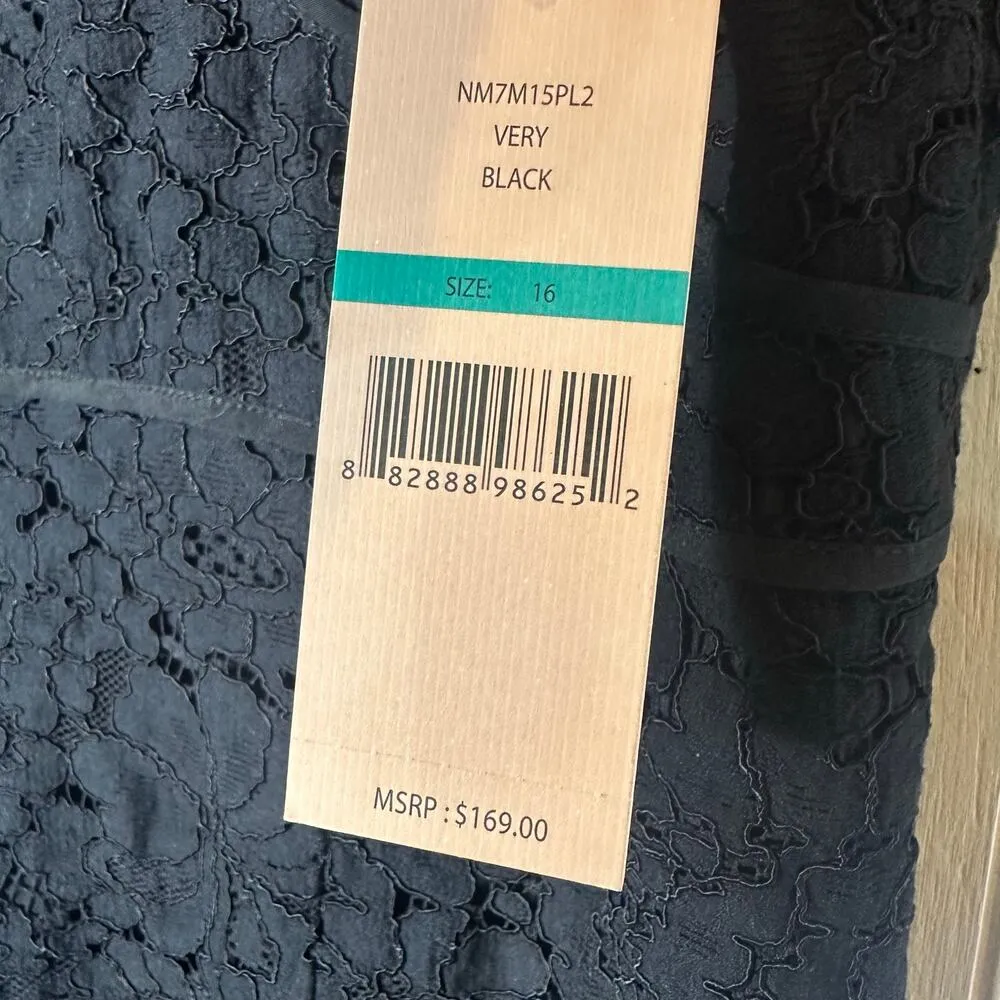 NM7M15PL2
VERY
BLACK
SIZE: 16
8 82888 98625 2
MSRP : $169.00